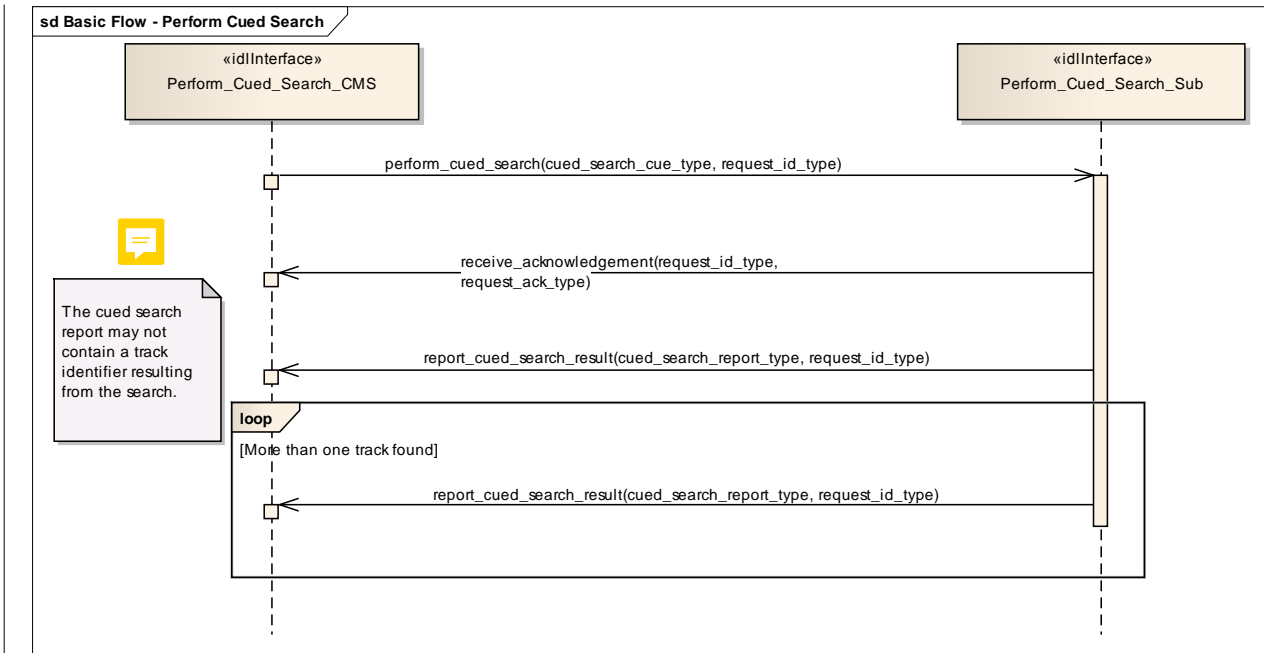 sd Basic Flow - Perform Cued Search
«idlInterface»
Perform_Cued_Search_CMS
«idlInterface»
Perform_Cued_Search_Sub
perform_cued_search(cued_search_cue_type, request_id_type)
receive_acknowledgement(request_id_type,
request_ack_type)
The cued search
report may not
contain a track
identifier resulting
from the search.
report_cued_search_result(cued_search_report_type, request_id_type)
loop
[More than one track found]
report_cued_search_result(cued_search_report_type, request_id_type)